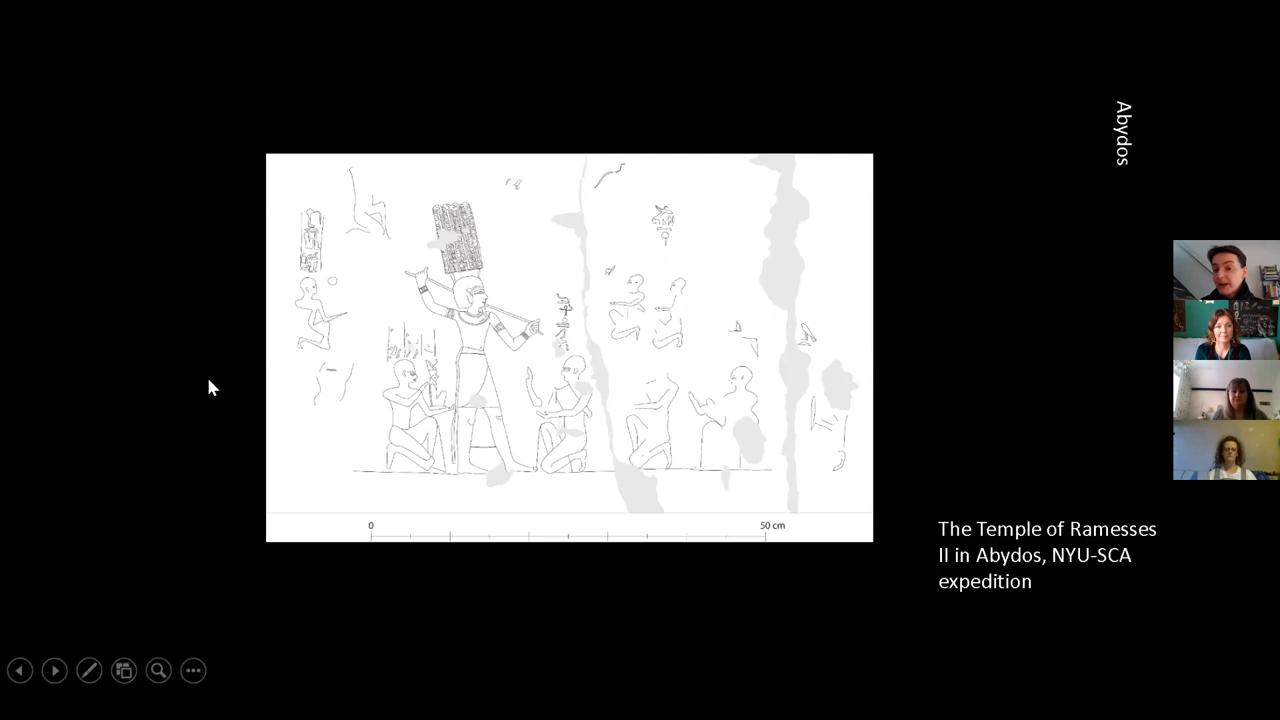 Abydos
0
50 cm
The Temple of Ramesses
II in Abydos, NYU-SCA
expedition